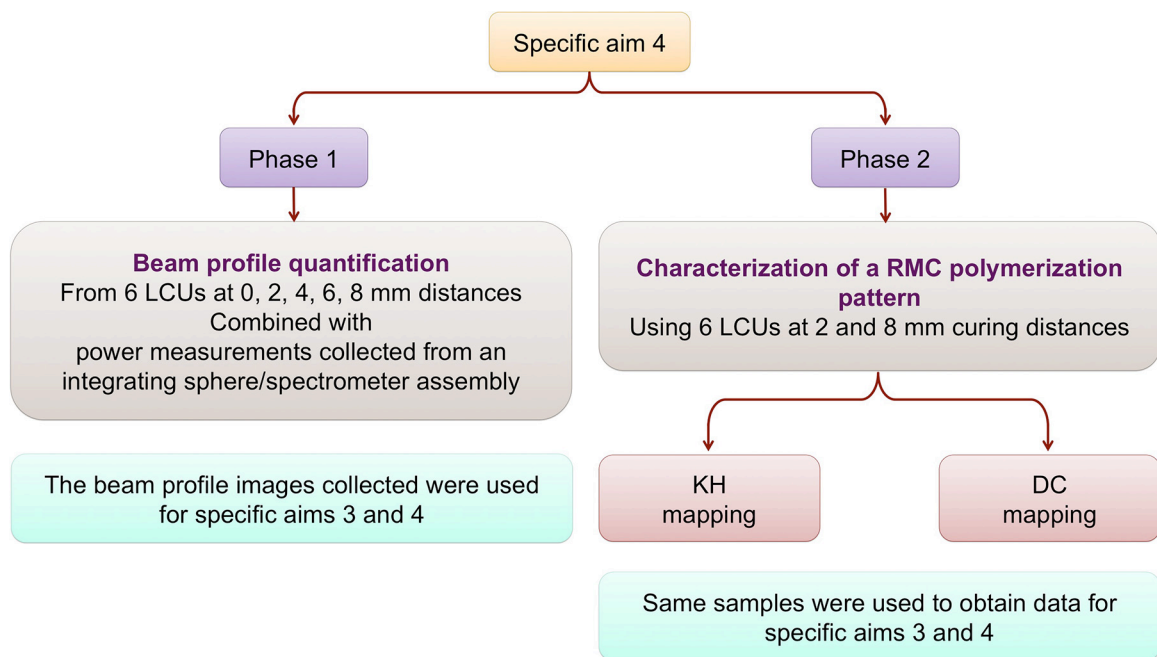 Specific aim 4
Phase 1
Phase 2
Beam profile quantification
From 6 LCUs at 0, 2, 4, 6, 8 mm distances
Combined with
power measurements collected from an
integrating sphere/spectrometer assembly
Characterization of a RMC polymerization
pattern
Using 6 LCUs at 2 and 8 mm curing distances
The beam profile images collected were used
for specific aims 3 and 4
KH
mapping
DC
mapping
Same samples were used to obtain data for
specific aims 3 and 4